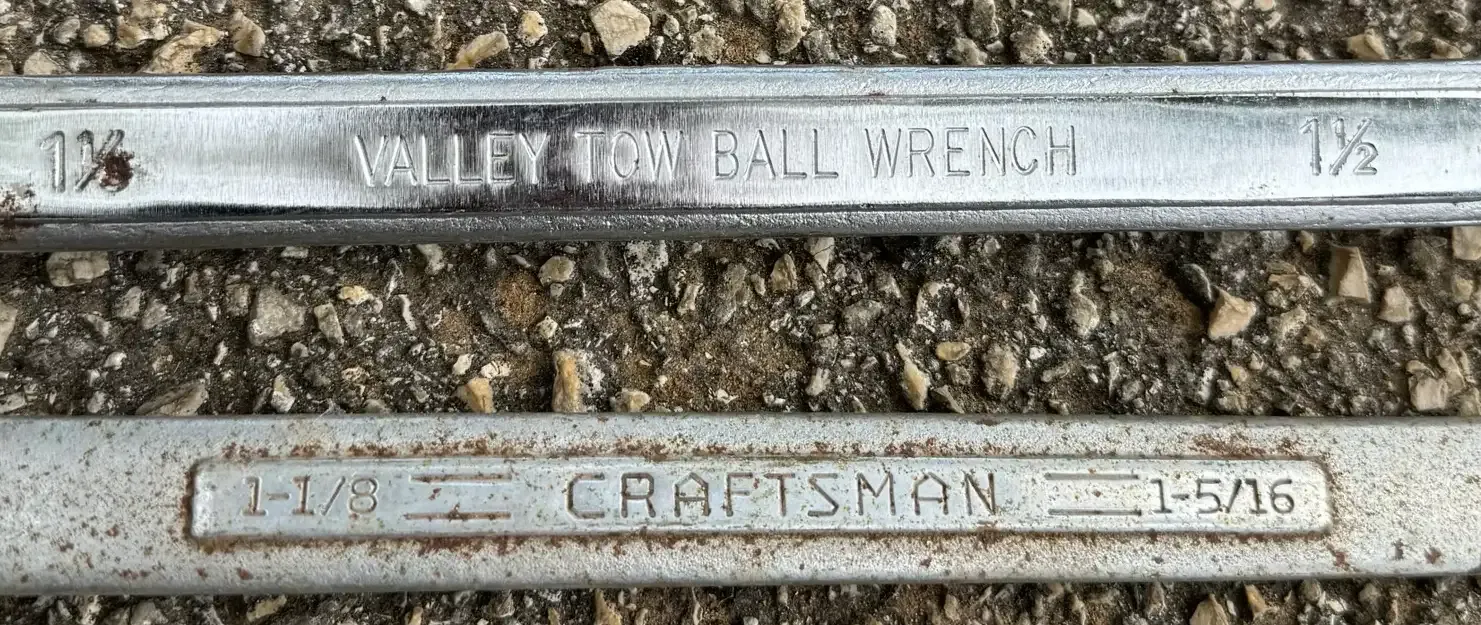 1⅛ VALLEY TOW BALL WRENCH 1½
1-1/8 CRAFTSMAN 1-5/16